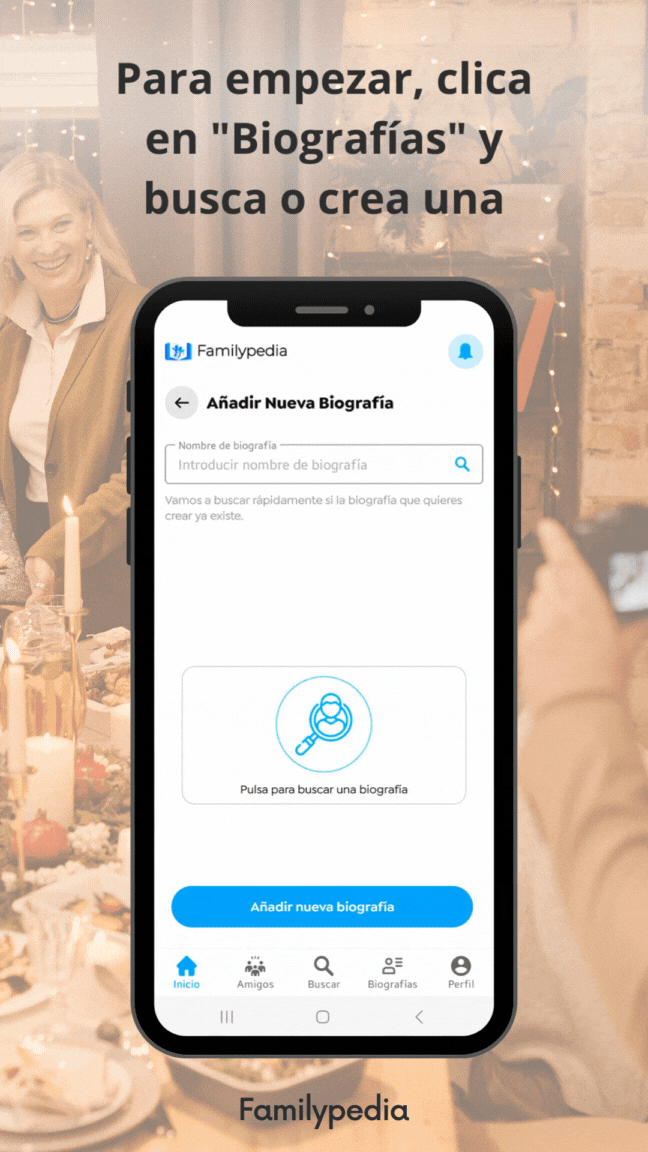 Para empezar, clica
en "Biografías" y
busca o crea una
Familypedia
Añadir Nueva Biografía
Nombre de biografía
Introducir nombre de biografía
Vamos a buscar rápidamente si la biografía que quieres
crear ya existe.
Pulsa para buscar una biografía
Añadir nueva biografía
Inicio
Amigos
Buscar
Biografías
Perfil
Familypedia